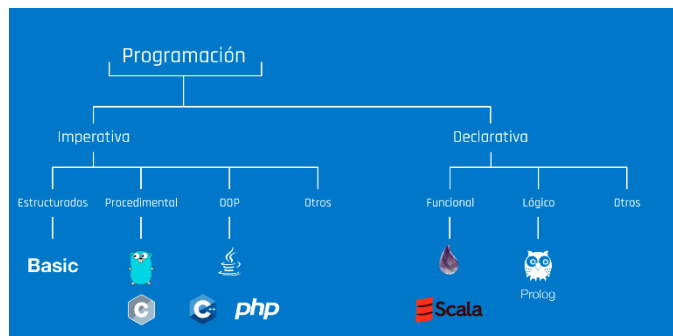 Programación
Imperativa
Declarativa
Estructurados
Procedimental
OOP
Otros
Funcional
Lógico
Otros
Basic
Prolog
C
C++
php
Scala